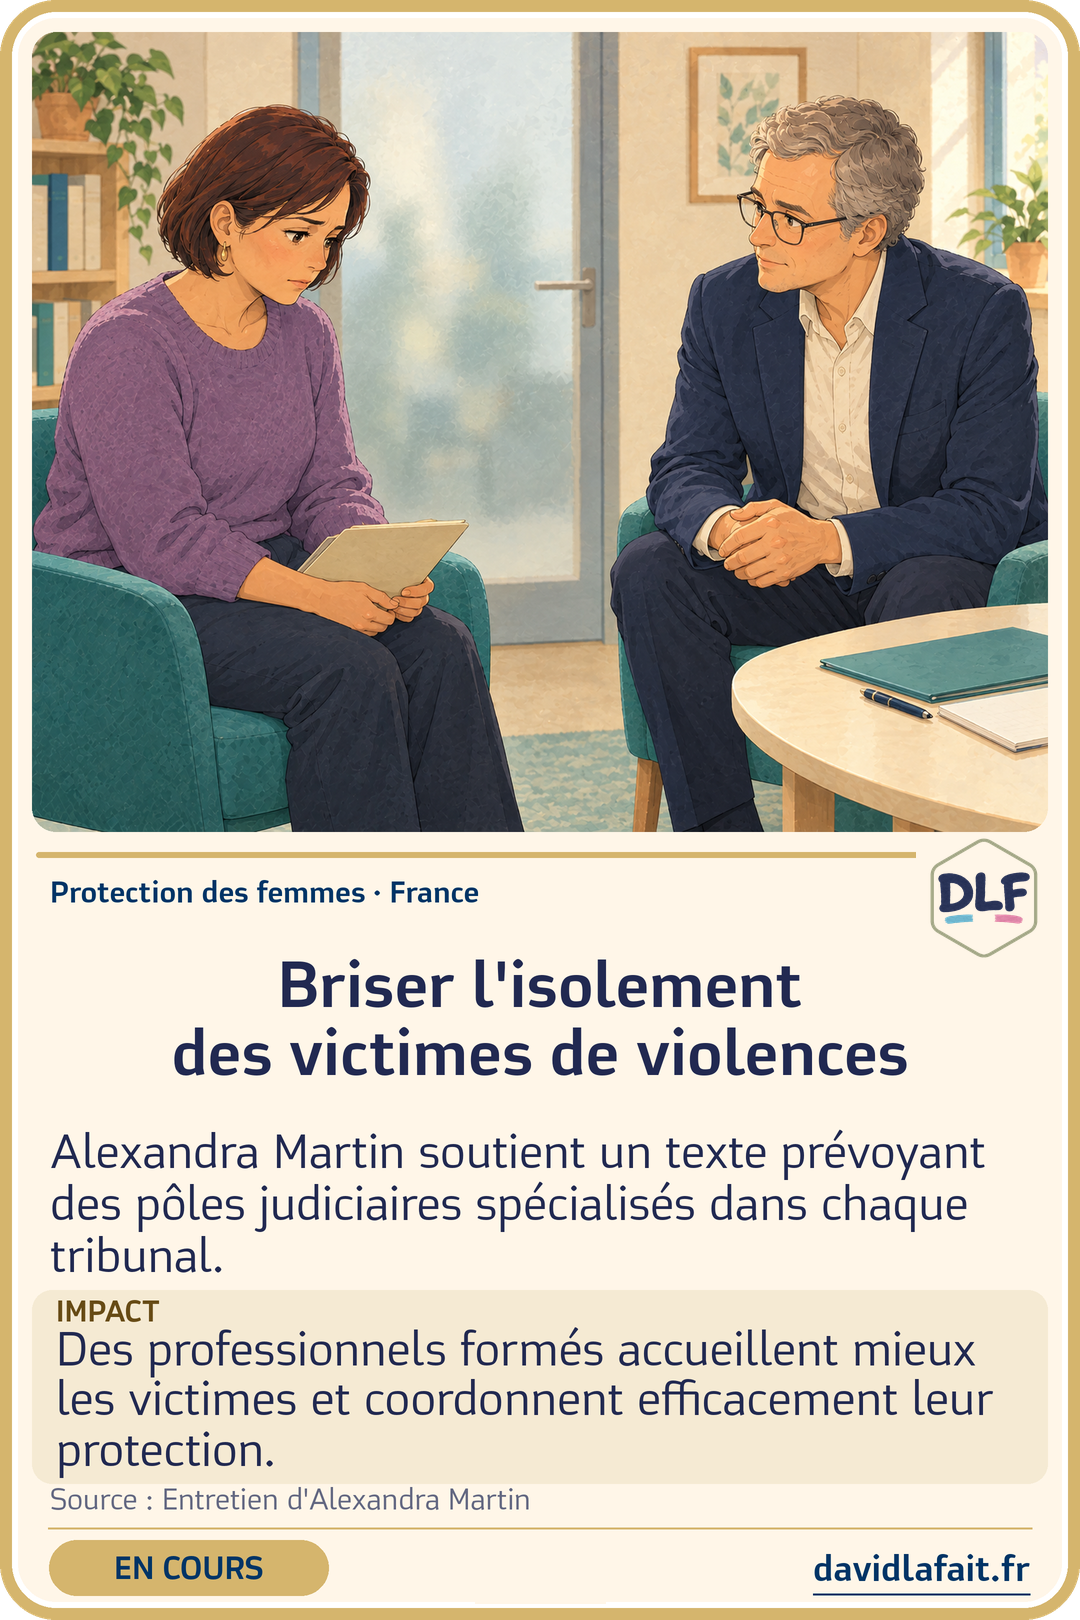 Protection des femmes · France
DLF
Briser l'isolement
des victimes de violences
Alexandra Martin soutient un texte prévoyant
des pôles judiciaires spécialisés dans chaque
tribunal.
IMPACT
Des professionnels formés accueillent mieux
les victimes et coordonnent efficacement leur
protection.
Source : Entretien d'Alexandra Martin
EN COURS
davidlafait.fr